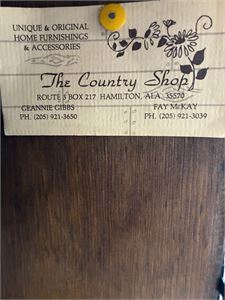 UNIQUE & ORIGINAL
HOME FURNISHINGS
& ACCESSORIES
The Country Shop
ROUTE 3 BOX 217 HAMILTON, ALA. 35570
GEANNIE GIBBS FAY McKAY
PH. (205) 921-3650 PH. (205) 921-3039